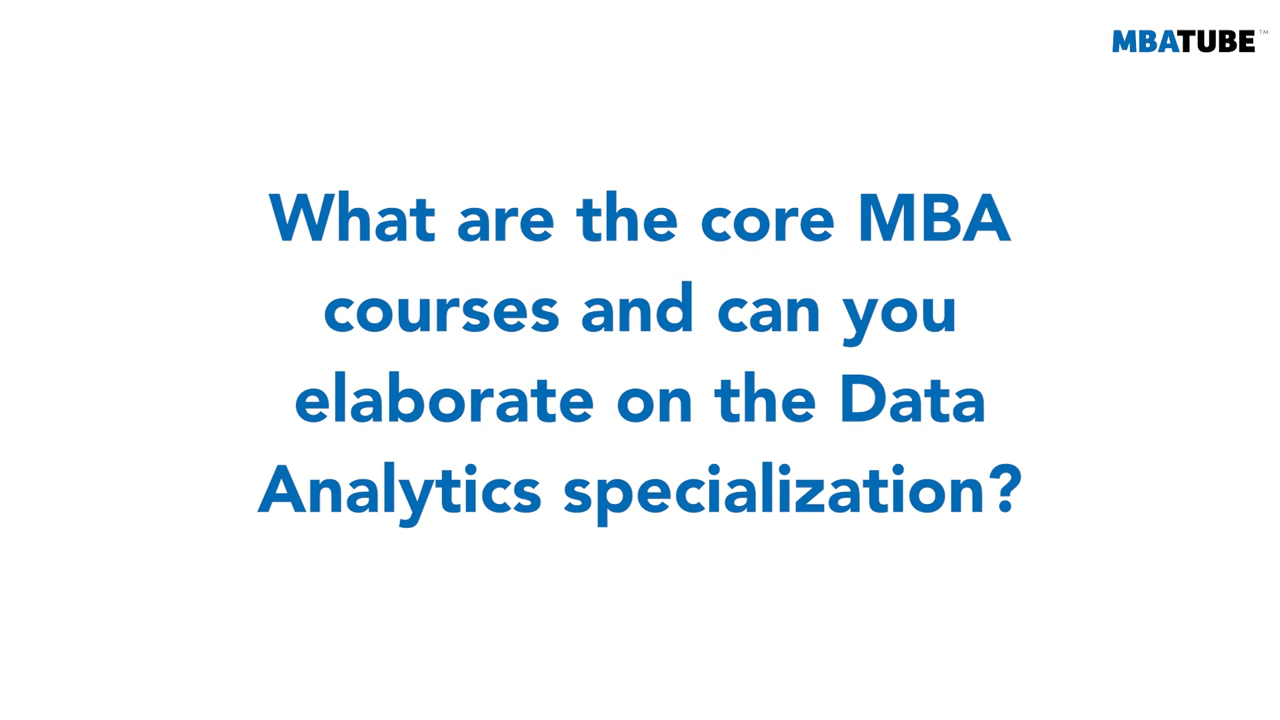 MBATUBE™
What are the core MBA
courses and can you
elaborate on the Data
Analytics specialization?